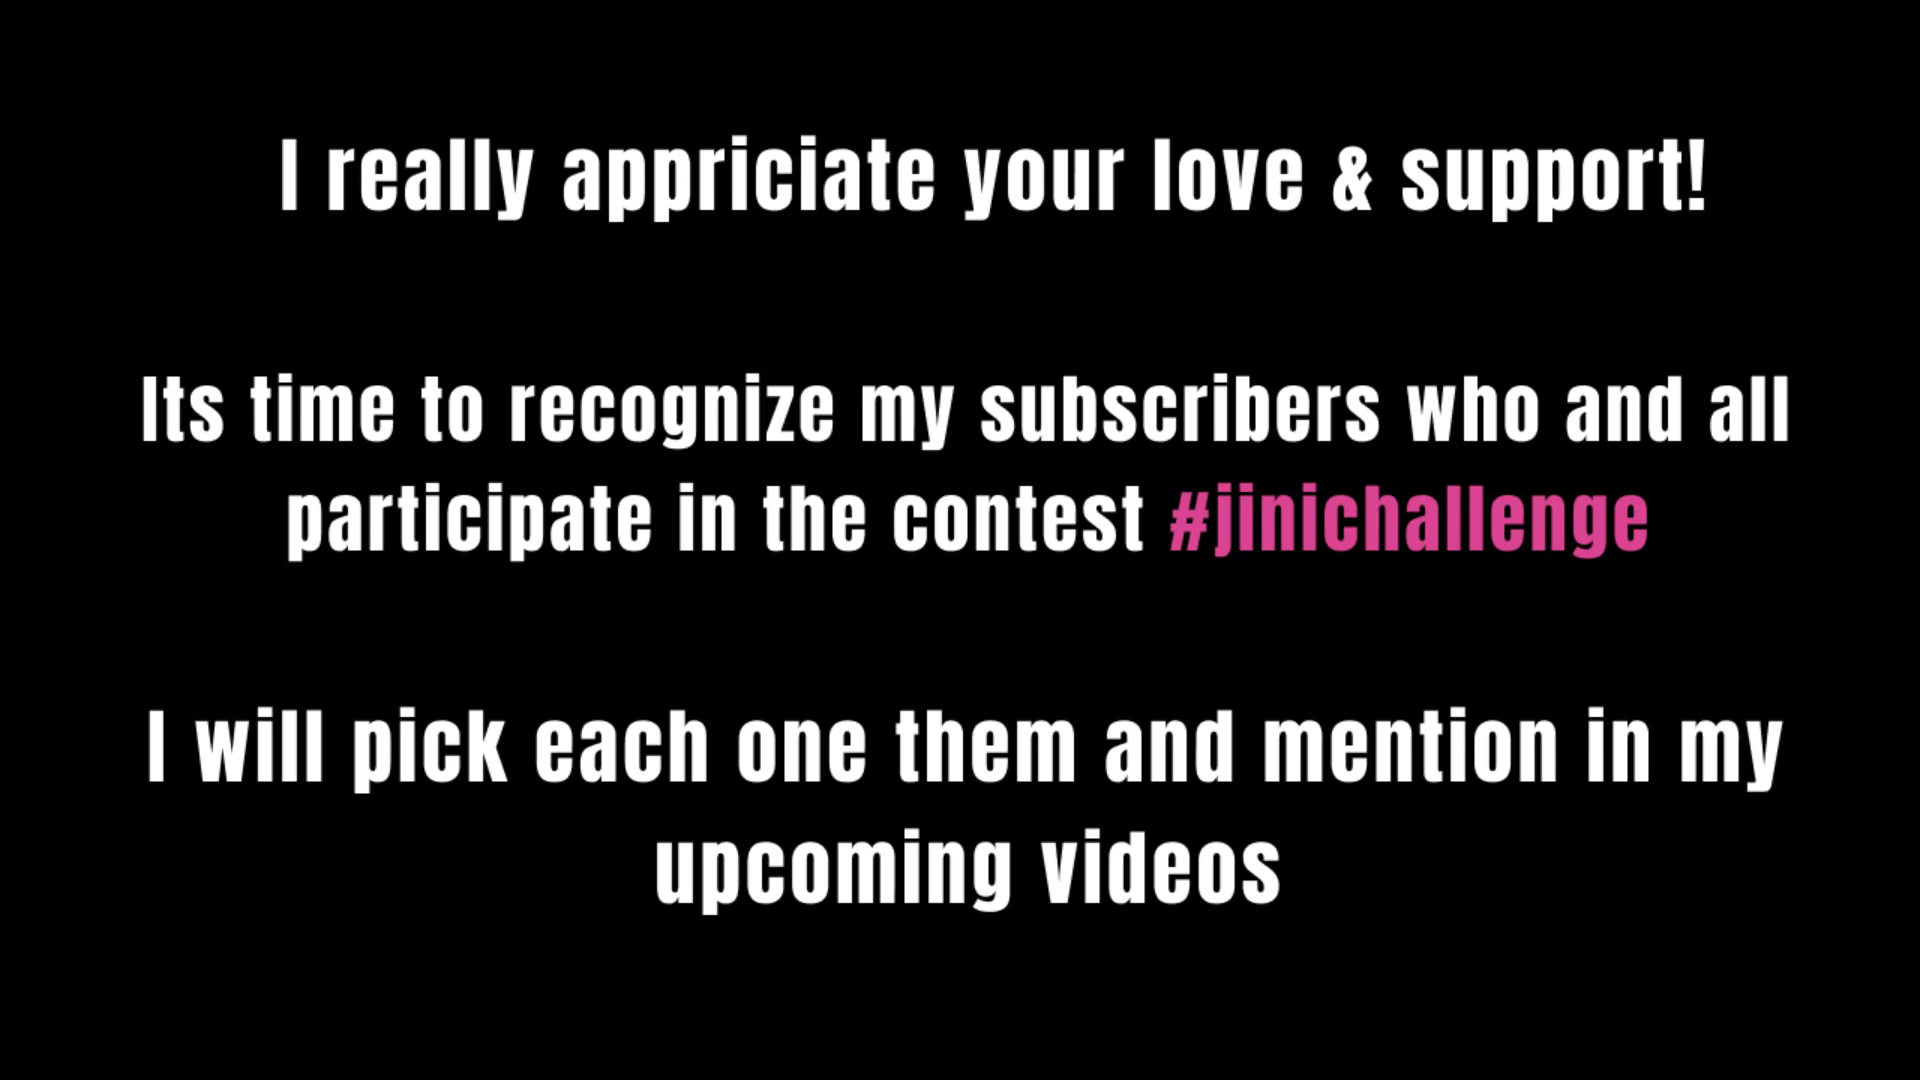 I really appriciate your love & support!
Its time to recognize my subscribers who and all
participate in the contest #jinichallenge
I will pick each one them and mention in my
upcoming videos